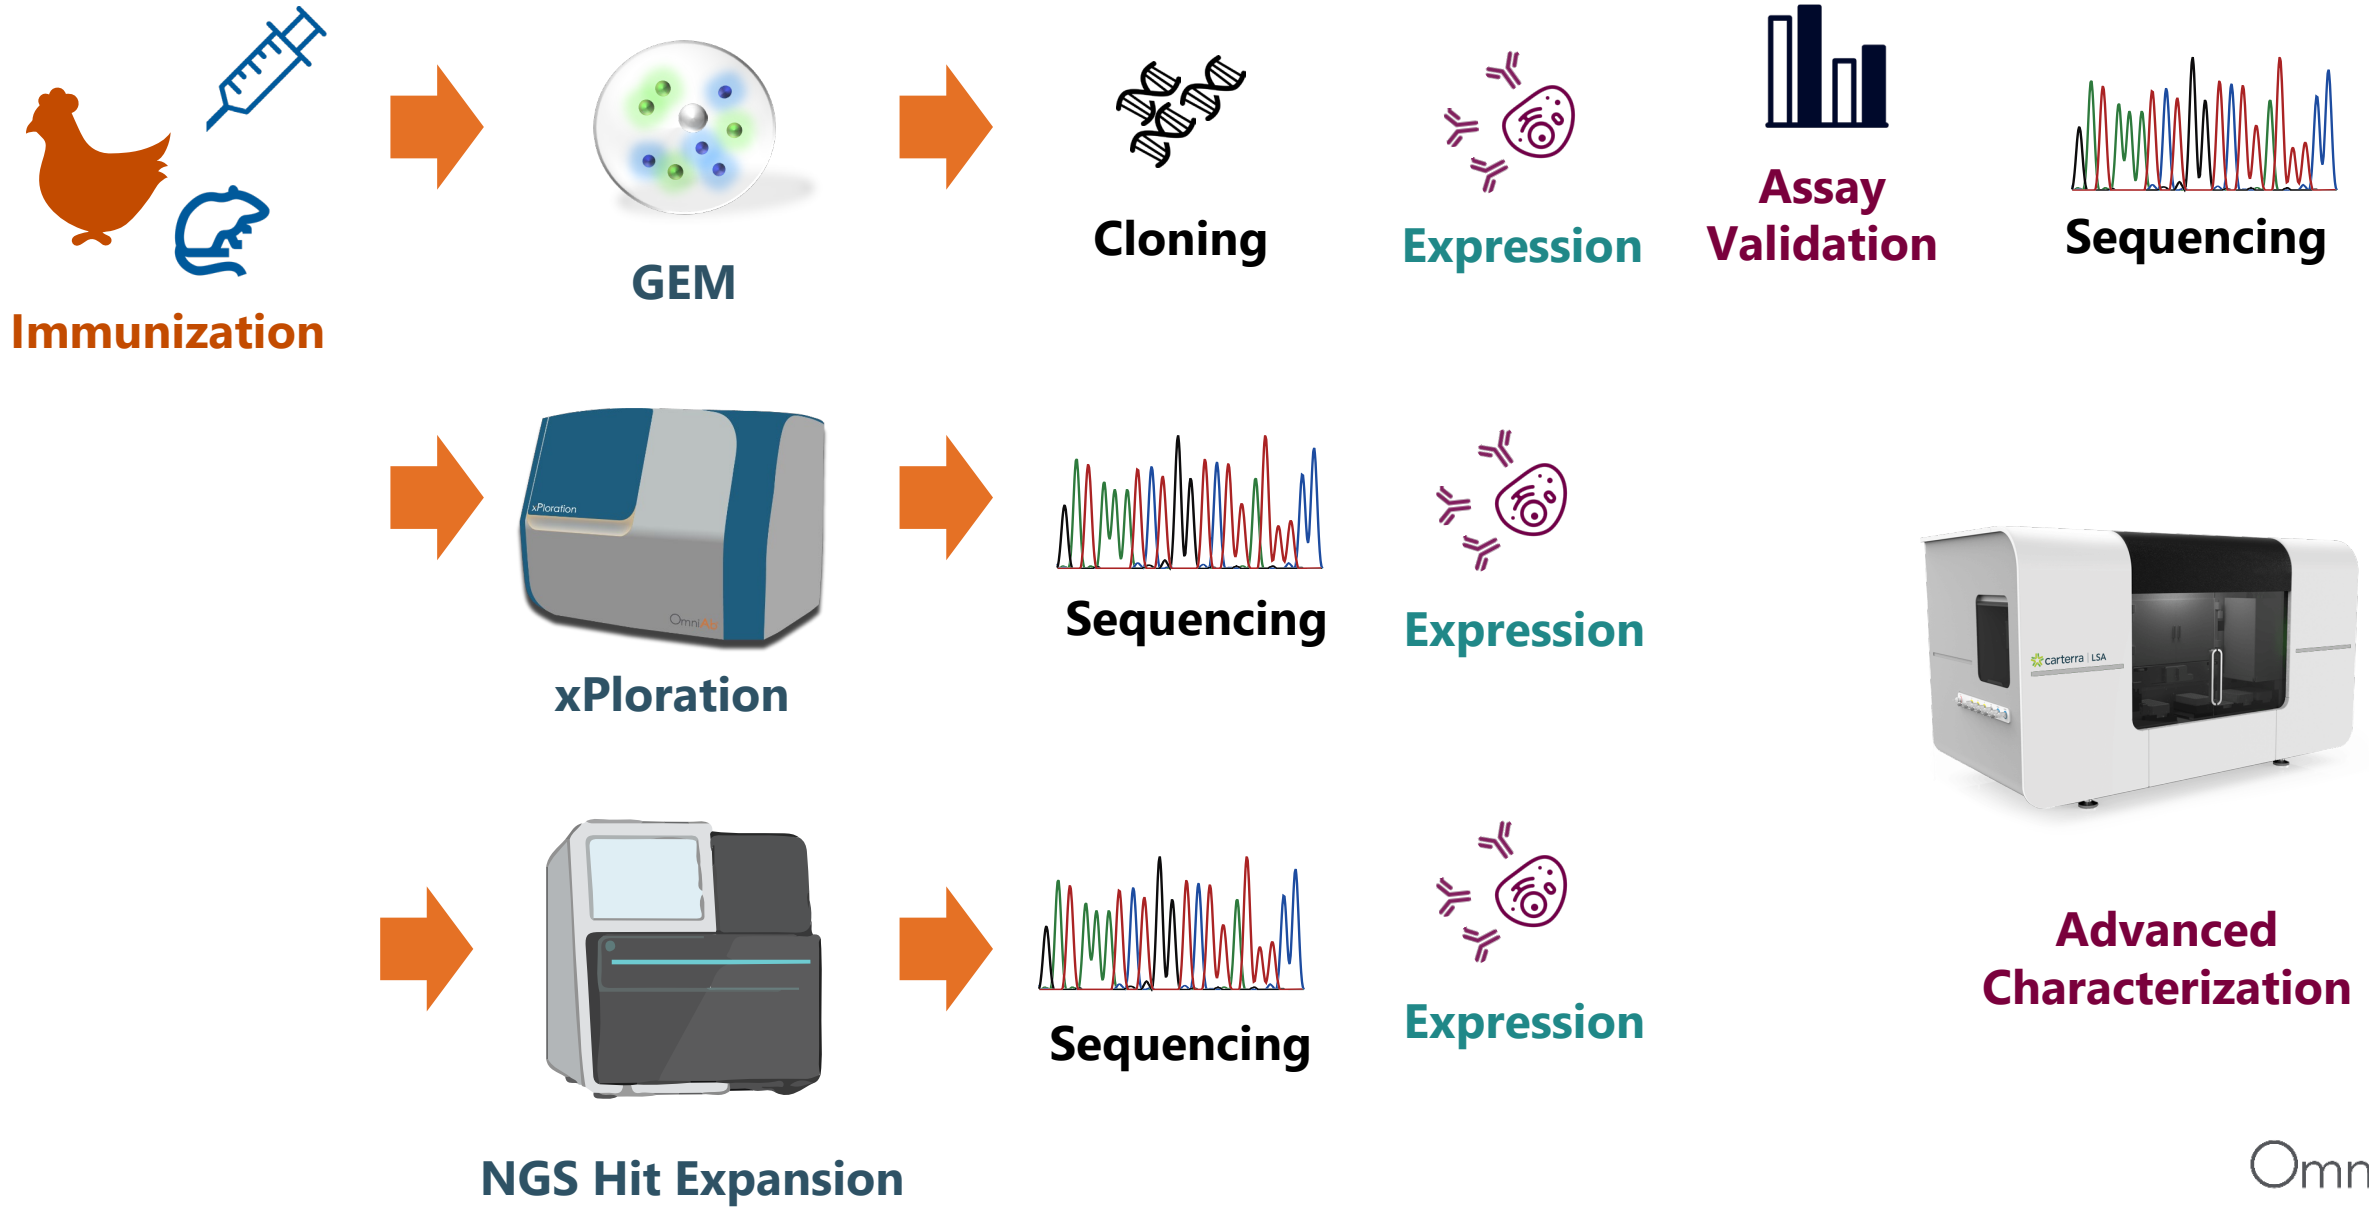 Immunization
GEM
Cloning
Expression
Assay
Validation
Sequencing
xPloration
OmniAb
xPloration
Sequencing
Expression
carterra | LSA
Advanced
Characterization
NGS Hit Expansion
Sequencing
Expression
Omn